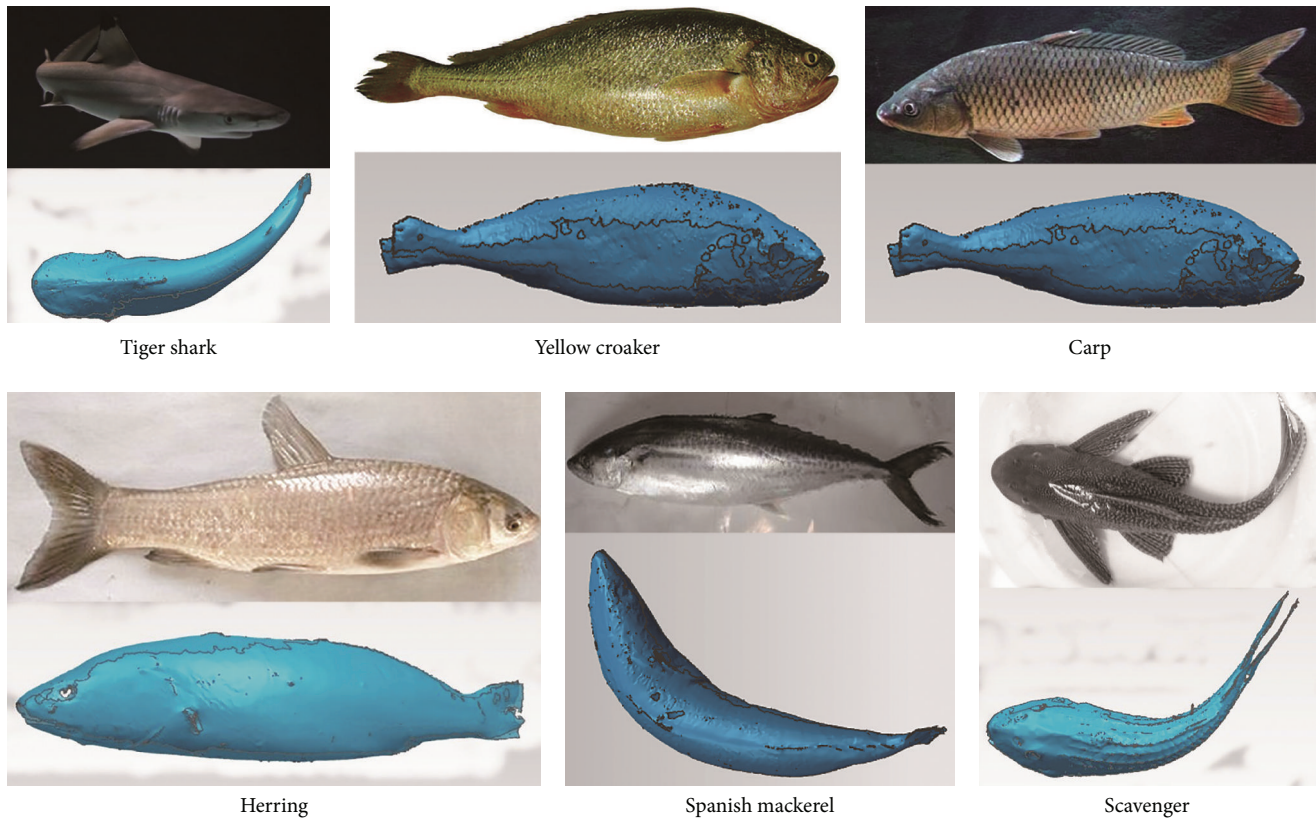 Tiger shark
Yellow croaker
Carp
Herring
Spanish mackerel
Scavenger